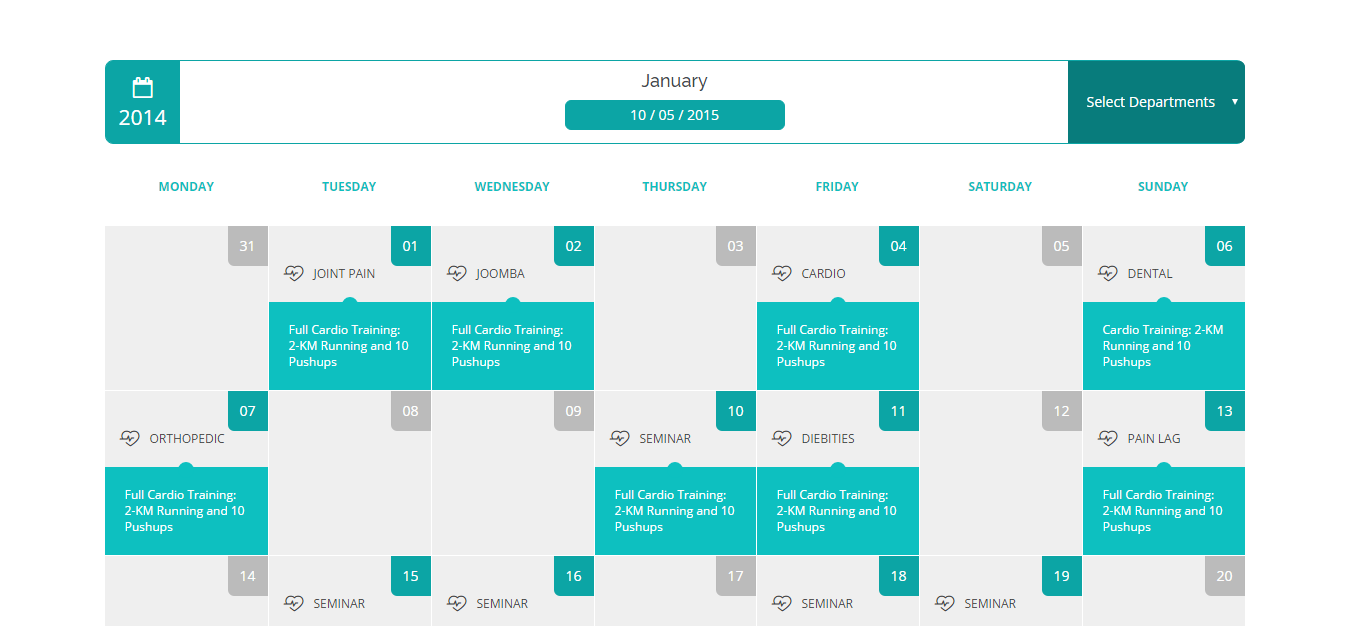 January
2014
10 / 05 / 2015
Select Departments
MONDAY TUESDAY WEDNESDAY THURSDAY FRIDAY SATURDAY SUNDAY
31 01 02 03 04 05 06
JOINT PAIN JOOMBA CARDIO DENTAL
Full Cardio Training: Full Cardio Training: Full Cardio Training: Cardio Training: 2-KM
2-KM Running and 10 2-KM Running and 10 2-KM Running and 10 Running and 10
Pushups Pushups Pushups Pushups
07 08 09 10 11 12 13
ORTHOPEDIC SEMINAR DIEBITIES PAIN LAG
Full Cardio Training: Full Cardio Training: Full Cardio Training: Full Cardio Training:
2-KM Running and 10 2-KM Running and 10 2-KM Running and 10 2-KM Running and 10
Pushups Pushups Pushups Pushups
14 15 16 17 18 19 20
SEMINAR SEMINAR SEMINAR SEMINAR